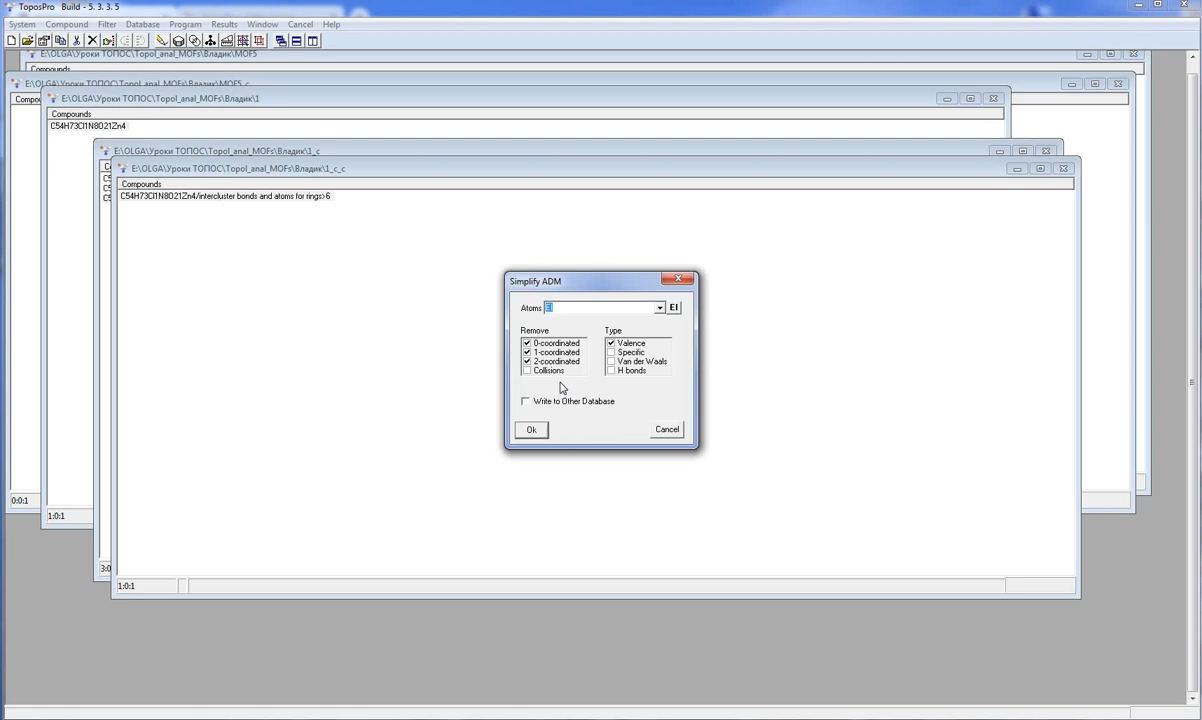 ToposPro Build - 5. 3. 3. 5
System Compound Filter Database Program Results Window Cancel Help
E:\OLGA\Уроки ТОПОС\Topol_anal_MOFs\Владик\MOF5
Compounds
E:\OLGA\Уроки ТОПОС\Topol_anal_MOFs\Владик\MOF5_c
Compou
E:\OLGA\Уроки ТОПОС\Topol_anal_MOFs\Владик\1
Compounds
C54H73Cl1N8O21Zn4
E:\OLGA\Уроки ТОПОС\Topol_anal_MOFs\Владик\1_c
E:\OLGA\Уроки ТОПОС\Topol_anal_MOFs\Владик\1_c_c
Compounds
C54H73Cl1N8O21Zn4/intercluster bonds and atoms for rings>6
Simplify ADM
Atoms El El
Remove Type
0-coordinated Valence
1-coordinated Specific
2-coordinated Van der Waals
Collisions H bonds
Write to Other Database
Ok Cancel
0:0:1
1:0:1
3:0
1:0:1